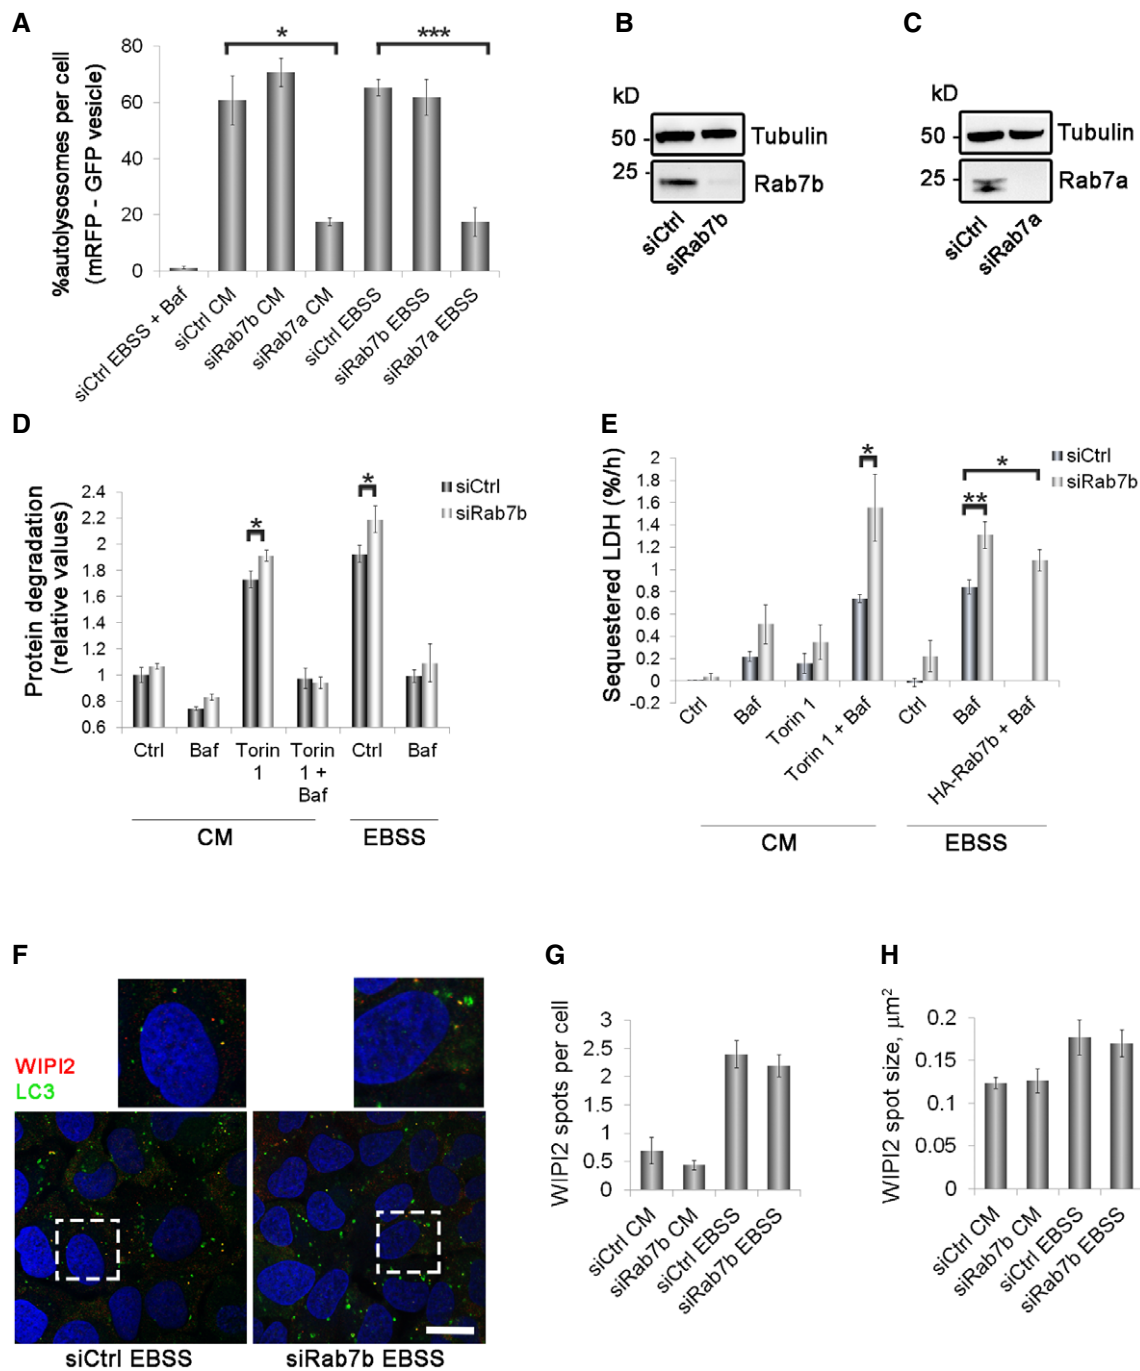 A
%autolysosomes per cell
(mRFP - GFP vesicle)
80
60
40
20
0
*
***
siCtrl EBSS + Baf
siCtrl CM
siRab7b CM
siRab7a CM
siCtrl EBSS
siRab7b EBSS
siRab7a EBSS
B
kD
50 -
25 -
Tubulin
Rab7b
siCtrl
siRab7b
C
kD
50 -
25 -
Tubulin
Rab7a
siCtrl
siRab7a
D
Protein degradation
(relative values)
2.4
2.2
2
1.8
1.6
1.2
1
0.8
0.6
*
*
siCtrl
siRab7b
Ctrl
Baf
Torin
1
Torin
1 +
Baf
Ctrl
Baf
CM
EBSS
E
Sequestered LDH (%/h)
2
1.8
1.6
1.4
1.2
1
0.8
0.6
0.4
0.2
0
-0.2
*
**
*
siCtrl
siRab7b
Ctrl
Baf
Torin 1
Torin 1 + Baf
Ctrl
Baf
HA-Rab7b + Baf
CM
EBSS
F
WIPI2
LC3
siCtrl EBSS
siRab7b EBSS
G
WIPI2 spots per cell
3
2.5
2
1.5
1
0.5
0
siCtrl CM
siRab7b CM
siCtrl EBSS
siRab7b EBSS
H
WIPI2 spot size, µm²
0.2
0.15
0.1
0.05
0
siCtrl CM
siRab7b CM
siCtrl EBSS
siRab7b EBSS